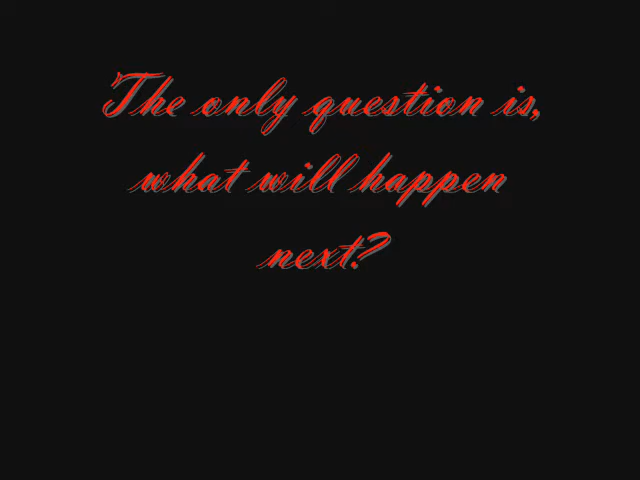 The only question is,
what will happen
next?